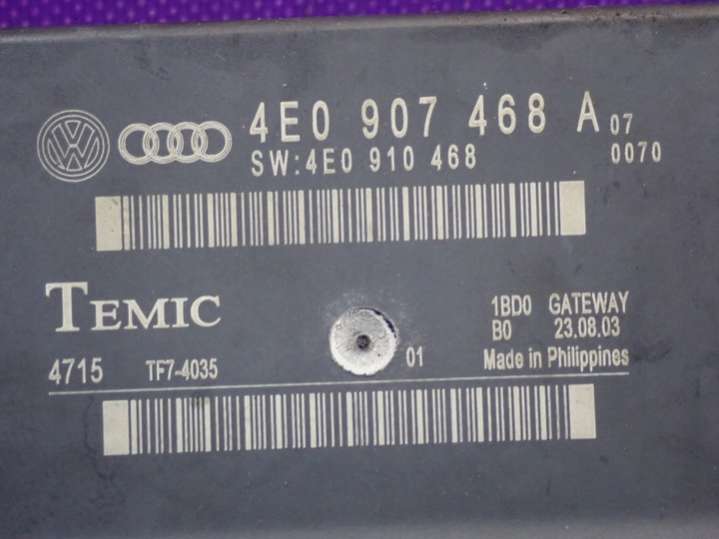 4E0 907 468 A 07
SW:4E0 910 468 0070
TEMIC
1BD0 GATEWAY
B0 23.08.03
4715 TF7-4035 01 Made in Philippines